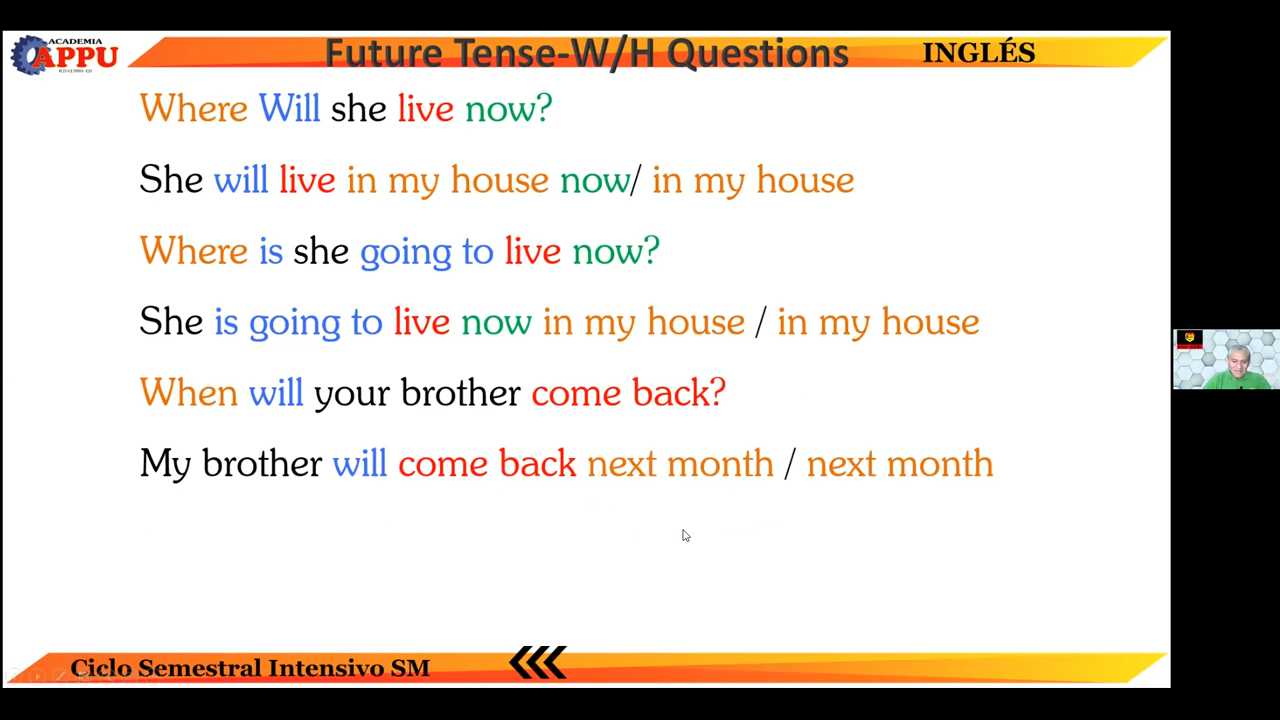 ACADEMIA
APPU
Future Tense-W/H Questions
INGLÉS
Where Will she live now?
She will live in my house now/ in my house
Where is she going to live now?
She is going to live now in my house / in my house
When will your brother come back?
My brother will come back next month / next month
Ciclo Semestral Intensivo SM